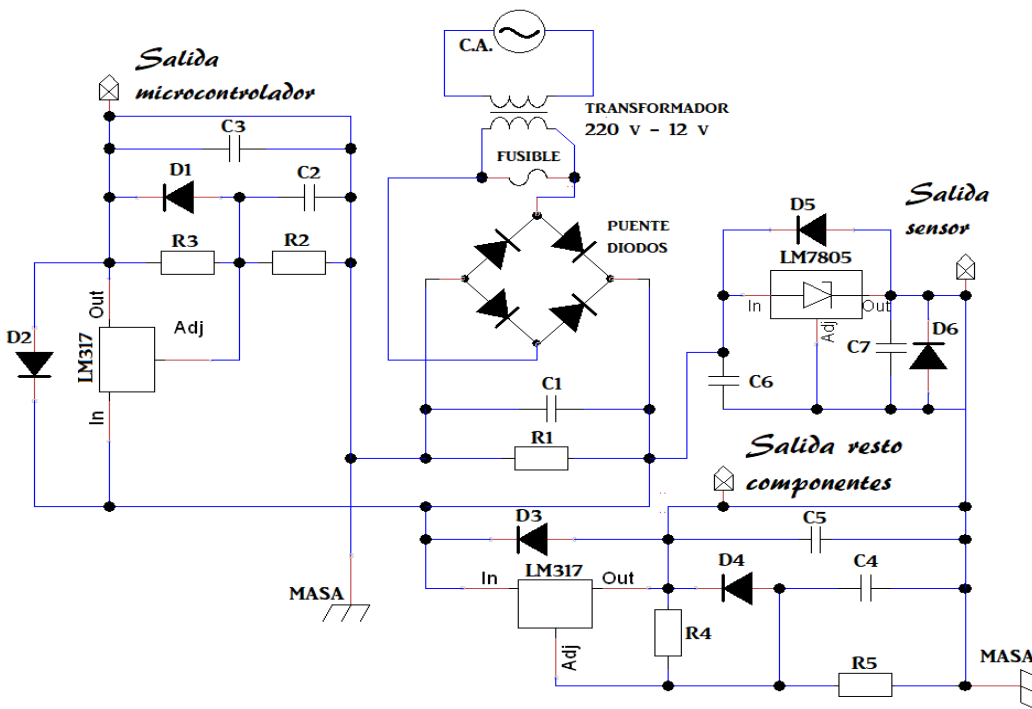 C.A.
TRANSFORMADOR
220 V - 12 V
FUSIBLE
PUENTE
DIODOS
Salida
microcontrolador
C3
D1
C2
R3
R2
Out
Adj
LM317
In
D2
C1
R1
MASA
D5
LM7805
In
Out
Adj
Salida
sensor
D6
C7
C6
Salida resto
componentes
D3
C5
In
LM317
Out
Adj
D4
C4
R4
R5
MASA